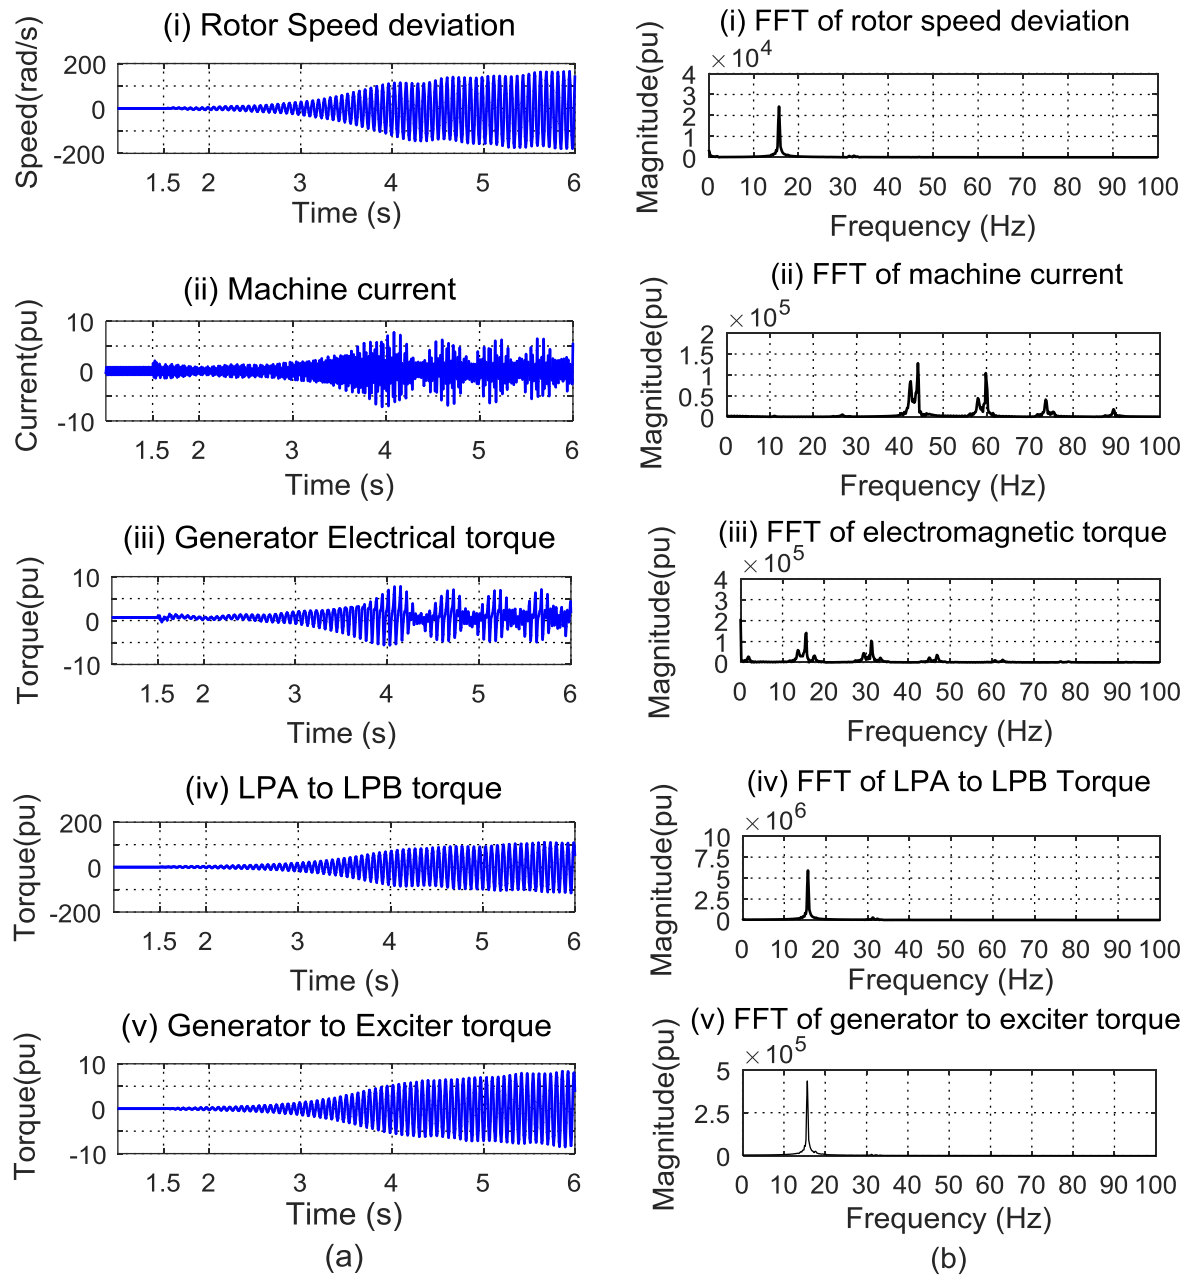 (i) Rotor Speed deviation
Speed(rad/s)
200
0
-200
1.5 2 3 4 5 6
Time (s)
(ii) Machine current
Current(pu)
10
0
-10
1.5 2 3 4 5 6
Time (s)
(iii) Generator Electrical torque
Torque(pu)
10
0
-10
1.5 2 3 4 5 6
Time (s)
(iv) LPA to LPB torque
Torque(pu)
200
0
-200
1.5 2 3 4 5 6
Time (s)
(v) Generator to Exciter torque
Torque(pu)
10
0
-10
1.5 2 3 4 5 6
Time (s)
(a)
(i) FFT of rotor speed deviation
Magnitude(pu)
×10^4
4
3
2
1
0
0 10 20 30 40 50 60 70 80 90 100
Frequency (Hz)
(ii) FFT of machine current
Magnitude(pu)
×10^5
2
1.5
1
0.5
0
0 10 20 30 40 50 60 70 80 90 100
Frequency (Hz)
(iii) FFT of electromagnetic torque
Magnitude(pu)
×10^5
4
3
2
1
0
0 10 20 30 40 50 60 70 80 90 100
Frequency (Hz)
(iv) FFT of LPA to LPB Torque
Magnitude(pu)
×10^6
10
7.5
5
2.5
0
0 10 20 30 40 50 60 70 80 90 100
Frequency (Hz)
(v) FFT of generator to exciter torque
Magnitude(pu)
×10^5
5
2.5
0
0 10 20 30 40 50 60 70 80 90 100
Frequency (Hz)
(b)